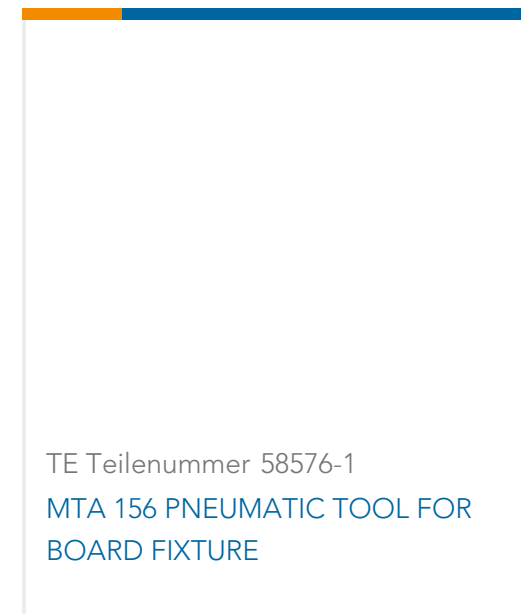 TE Teilenummer 58576-1
MTA 156 PNEUMATIC TOOL FOR
BOARD FIXTURE